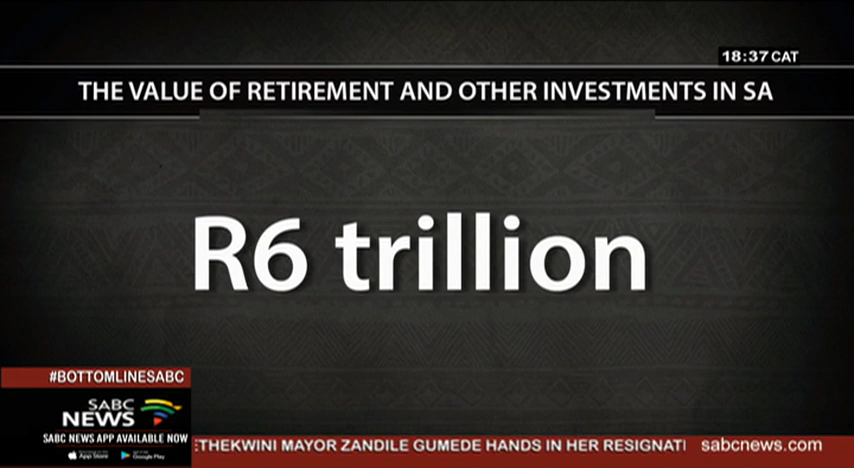 18:37 CAT
THE VALUE OF RETIREMENT AND OTHER INVESTMENTS IN SA
R6 trillion
#BOTTOMLINESABC
SABC
NEWS
SABC NEWS APP AVAILABLE NOW
App Store
Google Play
ETHEKWINI MAYOR ZANDILE GUMEDE HANDS IN HER RESIGNATI
sabcnews.com